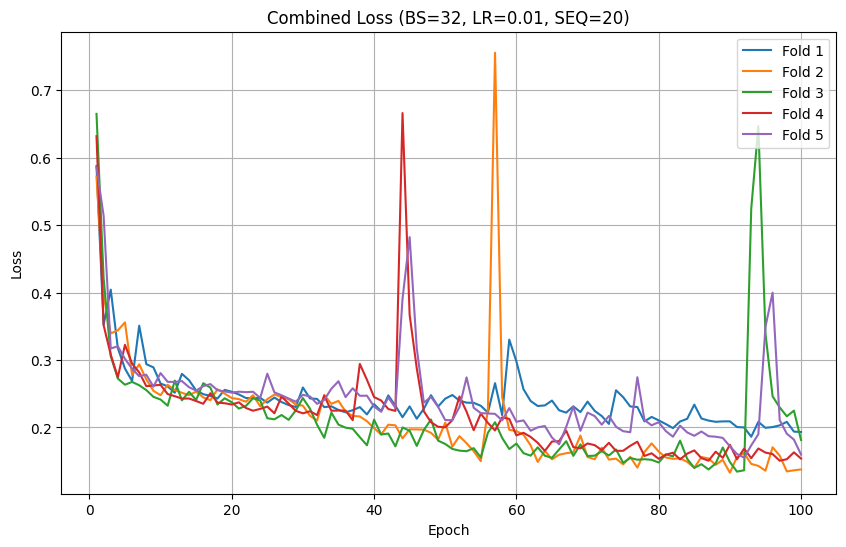 Combined Loss (BS=32, LR=0.01, SEQ=20)
Fold 1
Fold 2
Fold 3
Fold 4
Fold 5
0.7
0.6
0.5
0.4
0.3
0.2
Loss
0
20
40
60
80
100
Epoch